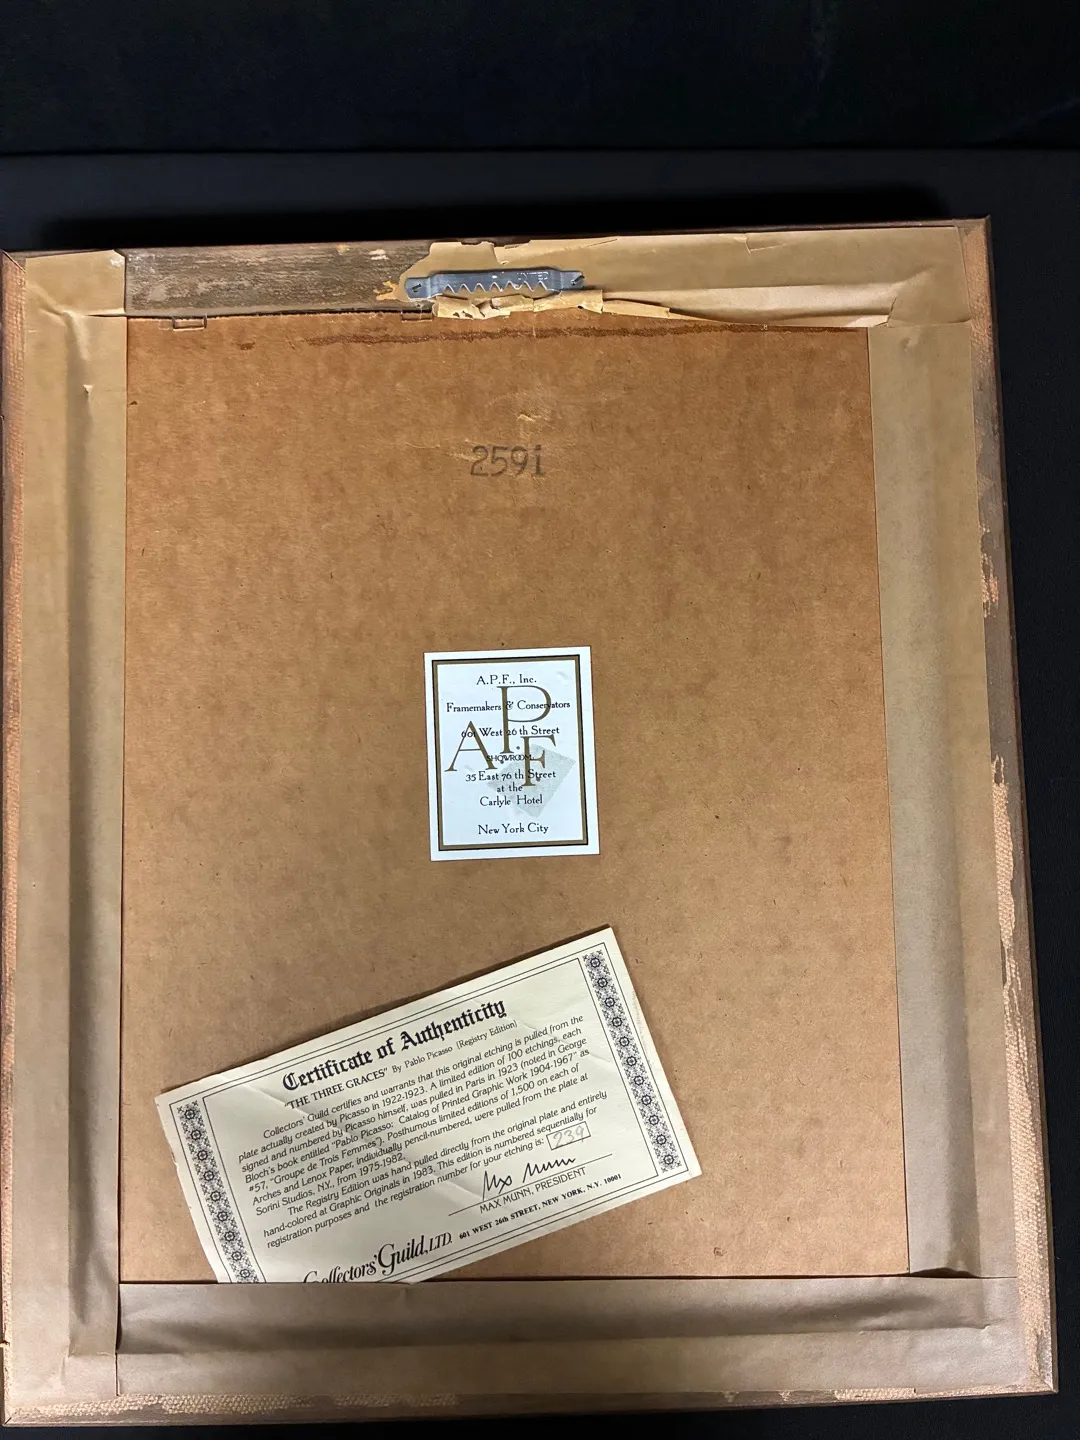 UNITED
2591
A.P.F., Inc.
Framemakers & Conservators
601 West 26 th Street
A.P.F.
SHOWROOM
35 East 76 th Street
at the
Carlyle Hotel
New York City
Certificate of Authenticity
"THE THREE GRACES" By Pablo Picasso (Registry Edition)
Collectors' Guild certifies and warrants that this original etching is pulled from the
plate actually created by Picasso in 1922-1923. A limited edition of 100 etchings, each
signed and numbered by Picasso himself, was pulled in Paris in 1923 (noted in George
Bloch's book entitled "Pablo Picasso: Catalog of Printed Graphic Work 1904-1967" as
#57, "Groupe de Trois Femmes"). Posthumous limited editions of 1,500 on each of
Arches and Lenox Paper, individually pencil-numbered, were pulled from the plate at
Sorini Studios, N.Y., from 1975-1982.
The Registry Edition was hand pulled directly from the original plate and entirely
hand-colored at Graphic Originals in 1983. This edition is numbered sequentially for
registration purposes and the registration number for your etching is: 239
Max Munn
MAX MUNN, PRESIDENT
Collectors' Guild, LTD. 601 WEST 26th STREET, NEW YORK, N.Y. 10001